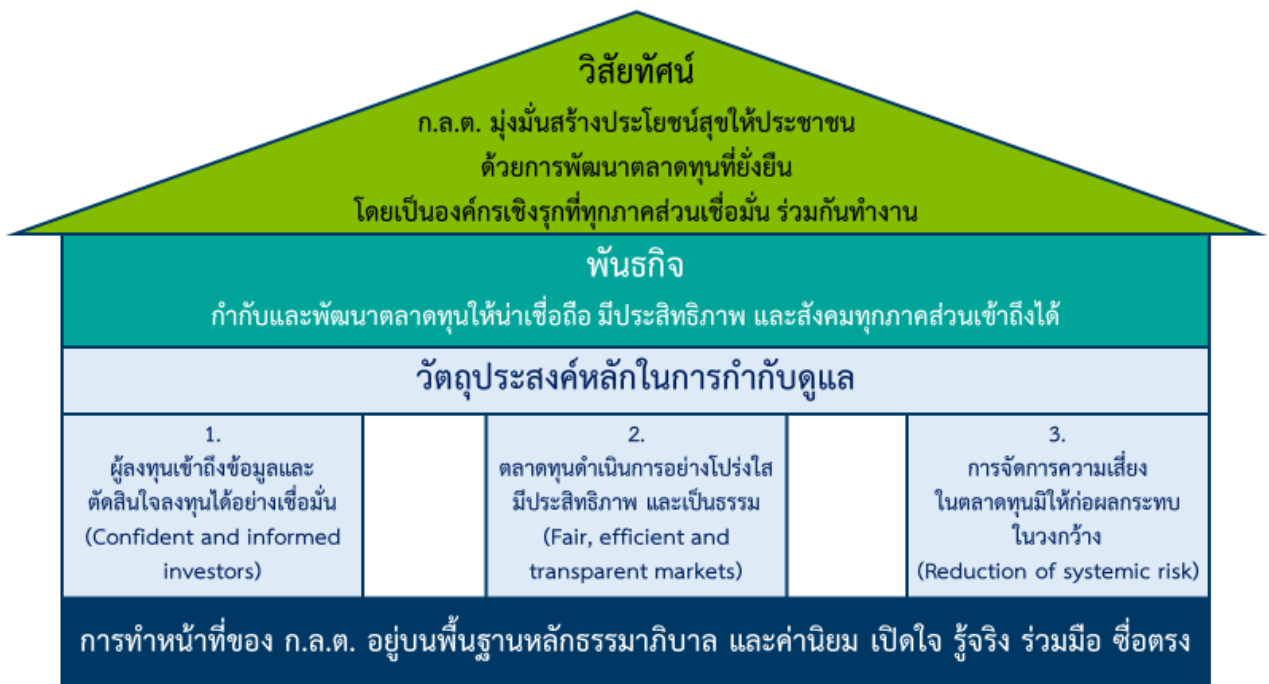 วิสัยทัศน์
ก.ล.ต. มุ่งมั่นสร้างประโยชน์สุขให้ประชาชน
ด้วยการพัฒนาตลาดทุนที่ยั่งยืน
โดยเป็นองค์กรเชิงรุกที่ทุกภาคส่วนเชื่อมั่น ร่วมกันทำงาน
พันธกิจ
กำกับและพัฒนาตลาดทุนให้น่าเชื่อถือ มีประสิทธิภาพ และสังคมทุกภาคส่วนเข้าถึงได้
วัตถุประสงค์หลักในการกำกับดูแล
1.
ผู้ลงทุนเข้าถึงข้อมูลและ
ตัดสินใจลงทุนได้อย่างเชื่อมั่น
(Confident and informed
investors)
2.
ตลาดทุนดำเนินการอย่างโปร่งใส
มีประสิทธิภาพ และเป็นธรรม
(Fair, efficient and
transparent markets)
3.
การจัดการความเสี่ยง
ในตลาดทุนมิให้ก่อผลกระทบ
ในวงกว้าง
(Reduction of systemic risk)
การทำหน้าที่ของ ก.ล.ต. อยู่บนพื้นฐานหลักธรรมาภิบาล และค่านิยม เปิดใจ รู้จริง ร่วมมือ ซื่อตรง